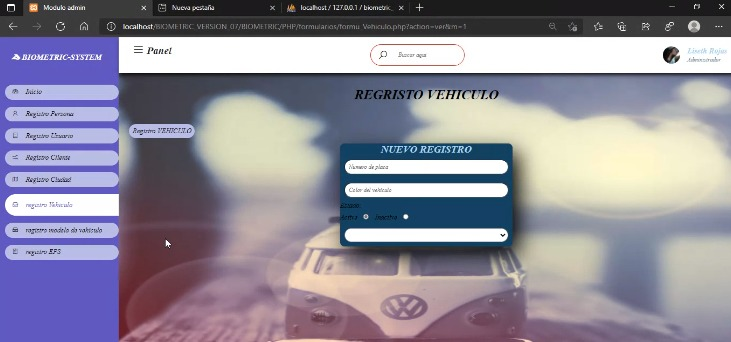 Modulo admin
Nueva pestaña
localhost / 127.0.0.1 / biometric_
localhost/BIOMETRIC_VERSION_07/BIOMETRIC/PHP/formularios/formu_Vehiculo.php?action=ver&m=1
BIOMETRIC-SYSTEM
Panel
Buscar aqui
Liseth Rojas
Administrador
Inicio
Registro Persona
Registro Usuario
Registro Cliente
Registro Ciudad
registro Vehiculo
registro modelo de vehiculo
registro EPS
REGRISTO VEHICULO
Registro VEHICULO
NUEVO REGISTRO
Numero de placa
Color del vehiculo
Estado:
Activo
Inactivo